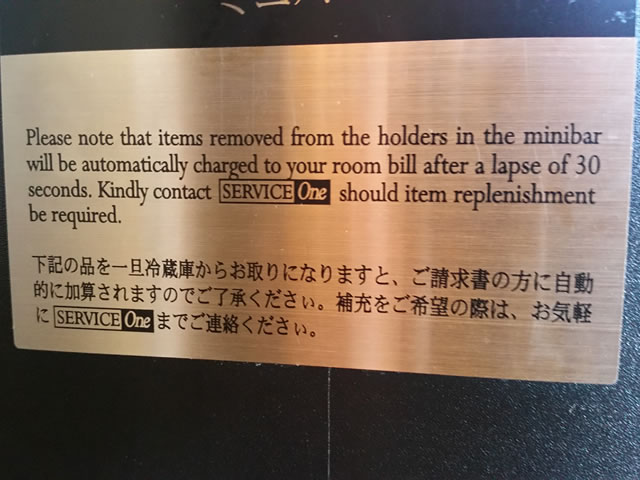 Please note that items removed from the holders in the minibar
will be automatically charged to your room bill after a lapse of 30
seconds. Kindly contact SERVICE One should item replenishment
be required.
下記の品を一旦冷蔵庫からお取りになりますと、ご請求書の方に自動
的に加算されますのでご了承ください。補充をご希望の際は、お気軽
に SERVICE One までご連絡ください。